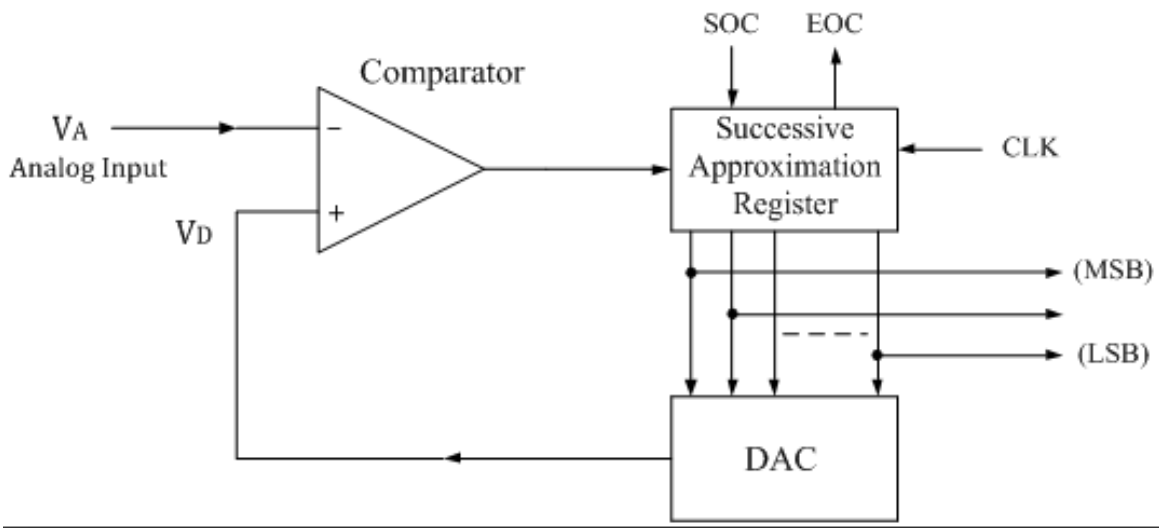 SOC EOC
Comparator
VA
Analog Input
−
+
VD
Successive
Approximation
Register
CLK
(MSB)
(LSB)
DAC